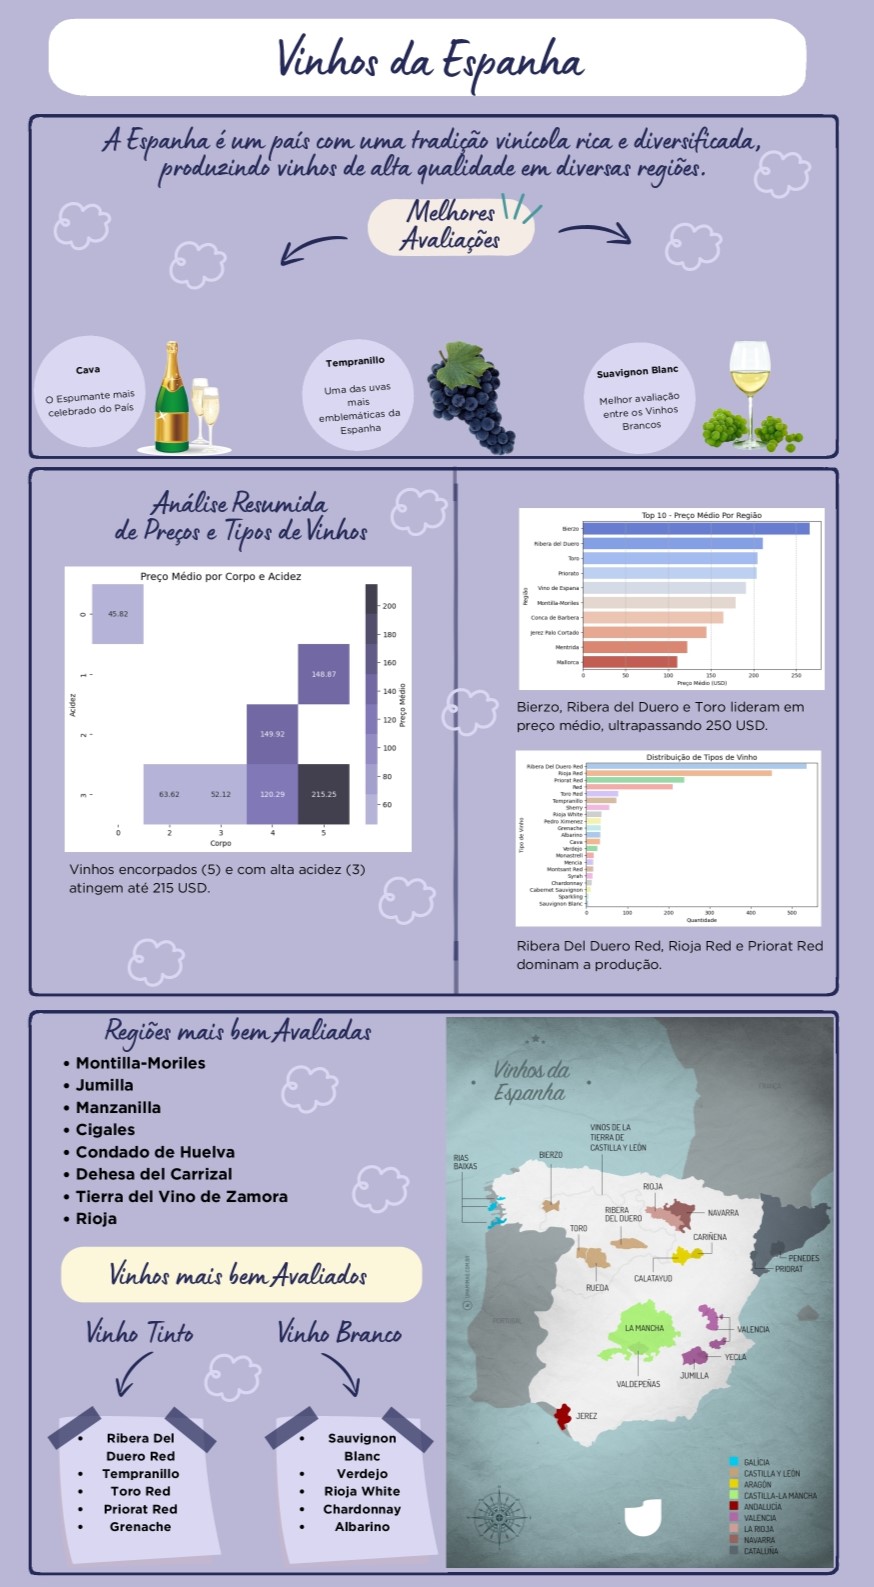 Vinhos da Espanha
A Espanha é um país com uma tradição vinícola rica e diversificada,
produzindo vinhos de alta qualidade em diversas regiões.
Melhores
Avaliações
Cava
O Espumante mais
celebrado do País
Tempranillo
Uma das uvas
mais
emblemáticas da
Espanha
Suavignon Blanc
Melhor avaliação
entre os Vinhos
Brancos
Análise Resumida
de Preços e Tipos de Vinhos
Preço Médio por Corpo e Acidez
0
1
2
3
Acidez
45.82
148.87
149.92
63.62 52.12 120.29 215.25
0 2 3 4 5
Corpo
200
180
160
140
120
100
80
60
Preço Médio
Vinhos encorpados (5) e com alta acidez (3)
atingem até 215 USD.
Top 10 - Preço Médio Por Região
Região
Bierzo
Ribera del Duero
Toro
Priorato
Vino de Espana
Montilla-Moriles
Conca de Barbera
Jerez Palo Cortado
Mentrida
Mallorca
0 50 100 150 200 250
Preço Médio (USD)
Bierzo, Ribera del Duero e Toro lideram em
preço médio, ultrapassando 250 USD.
Distribuição de Tipos de Vinho
Tipo de Vinho
Ribera Del Duero Red
Rioja Red
Priorat Red
Red
Toro Red
Tempranillo
Sherry
Rioja White
Pedro Ximenez
Grenache
Albarino
Cava
Verdejo
Monastrell
Mencia
Montsant Red
Syrah
Chardonnay
Cabernet Sauvignon
Sparkling
Sauvignon Blanc
0 100 200 300 400 500
Quantidade
Ribera Del Duero Red, Rioja Red e Priorat Red
dominam a produção.
Regiões mais bem Avaliadas
• Montilla-Moriles
• Jumilla
• Manzanilla
• Cigales
• Condado de Huelva
• Dehesa del Carrizal
• Tierra del Vino de Zamora
• Rioja
Vinhos mais bem Avaliados
Vinho Tinto
• Ribera Del
Duero Red
• Tempranillo
• Toro Red
• Priorat Red
• Grenache
Vinho Branco
• Sauvignon
Blanc
• Verdejo
• Rioja White
• Chardonnay
• Albarino
Vinhos da
Espanha
FRANÇA
VINOS DE LA
TIERRA DE
CASTILLA Y LEÓN
RIAS
BAIXAS
BIERZO
RIOJA
NAVARRA
RIBERA
DEL DUERO
TORO
CARIÑENA
PENEDES
PRIORAT
CALATAYUD
RUEDA
PORTUGAL
LA MANCHA
VALENCIA
YECLA
JUMILLA
VALDEPEÑAS
JEREZ
GALÍCIA
CASTILLA Y LEÓN
ARAGÓN
CASTILLA-LA MANCHA
ANDALUCÍA
VALENCIA
LA RIOJA
NAVARRA
CATALUÑA